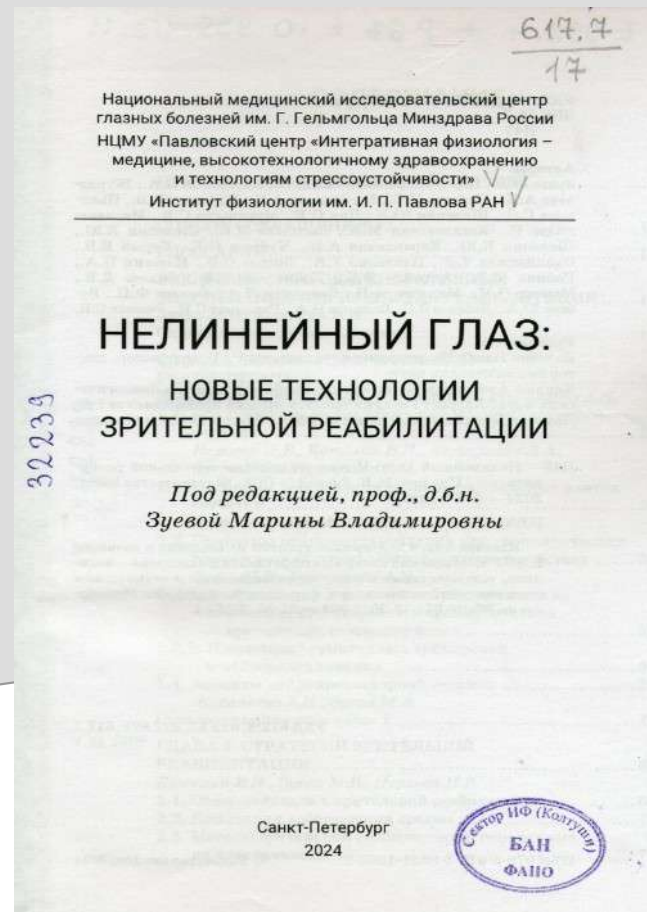 617.7
17
Национальный медицинский исследовательский центр
глазных болезней им. Г. Гельмгольца Минздрава России
НЦМУ «Павловский центр «Интегративная физиология –
медицине, высокотехнологичному здравоохранению
и технологиям стрессоустойчивости»
Институт физиологии им. И. П. Павлова РАН
НЕЛИНЕЙНЫЙ ГЛАЗ:
НОВЫЕ ТЕХНОЛОГИИ
ЗРИТЕЛЬНОЙ РЕАБИЛИТАЦИИ
32239
Под редакцией, проф., д.б.н.
Зуевой Марины Владимировны
Санкт-Петербург
2024
Сектор ИФ (Колтуши)
БАН
ФАНО